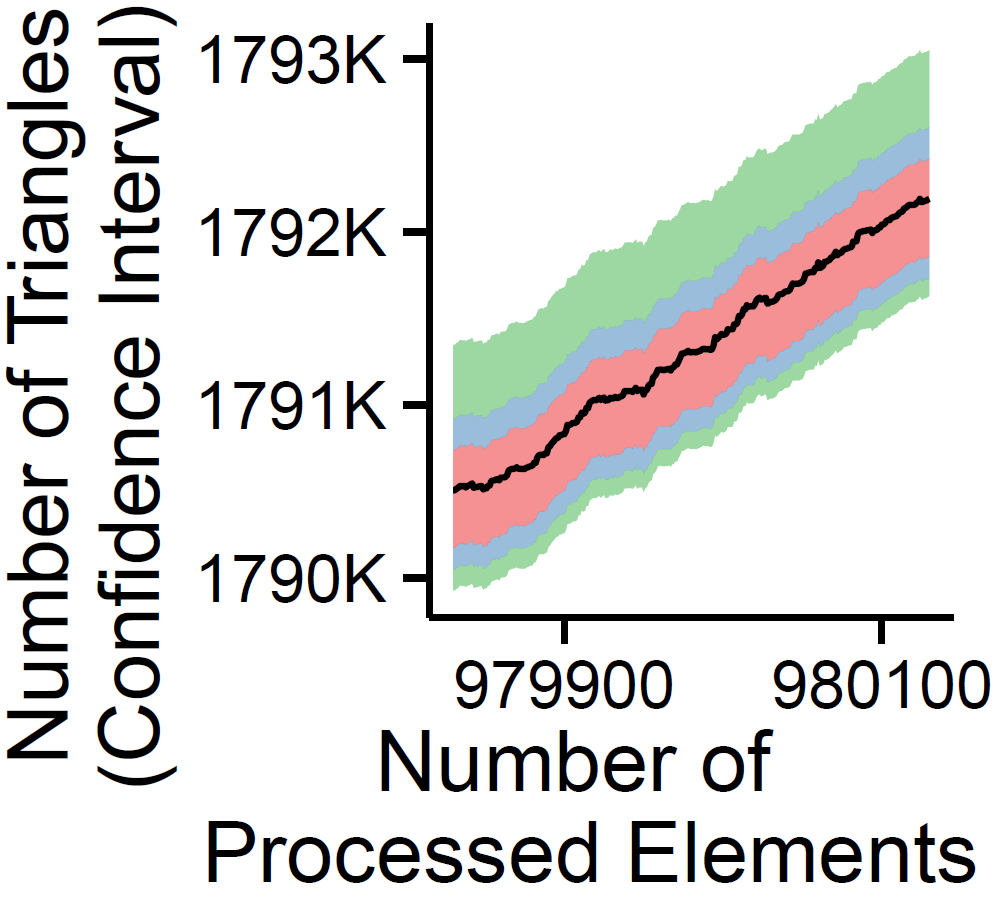 Number of Triangles
(Confidence Interval)
1793K
1792K
1791K
1790K
979900
980100
Number of
Processed Elements